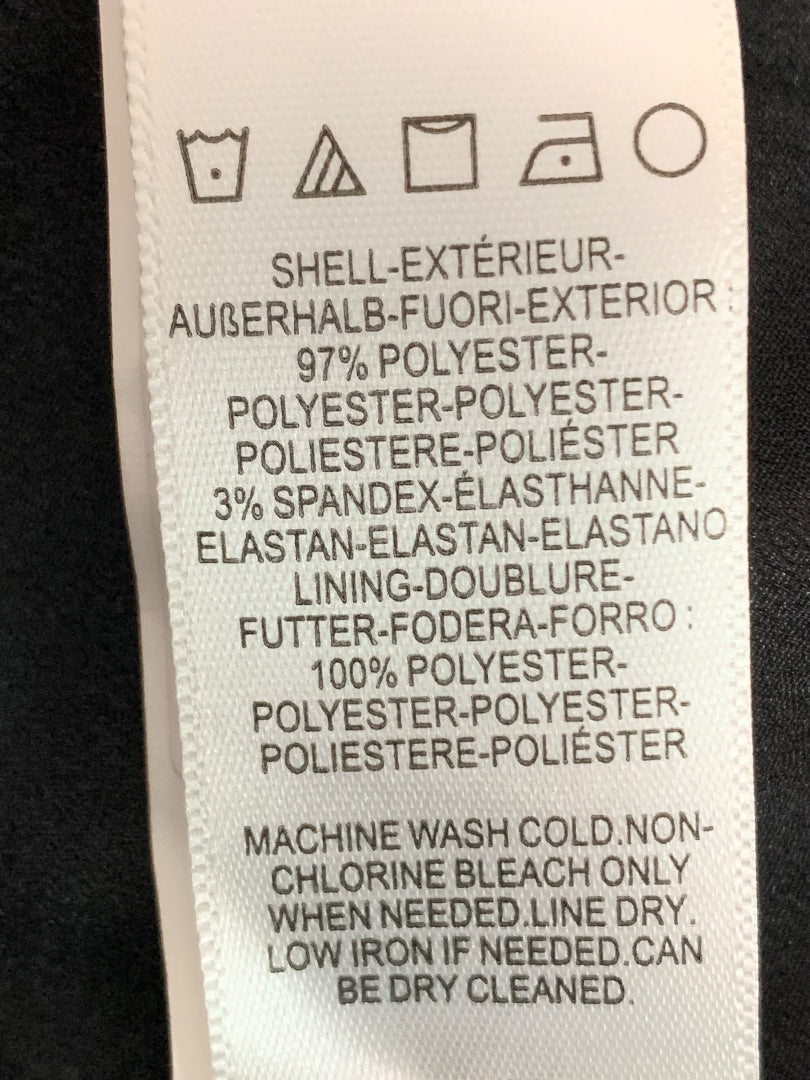 SHELL-EXTÉRIEUR-
AUßERHALB-FUORI-EXTERIOR :
97% POLYESTER-
POLYESTER-POLYESTER-
POLIESTERE-POLIÉSTER
3% SPANDEX-ÉLASTHANNE-
ELASTAN-ELASTAN-ELASTANO
LINING-DOUBLURE-
FUTTER-FODERA-FORRO :
100% POLYESTER-
POLYESTER-POLYESTER-
POLIESTERE-POLIÉSTER
MACHINE WASH COLD.NON-
CHLORINE BLEACH ONLY
WHEN NEEDED.LINE DRY.
LOW IRON IF NEEDED.CAN
BE DRY CLEANED.